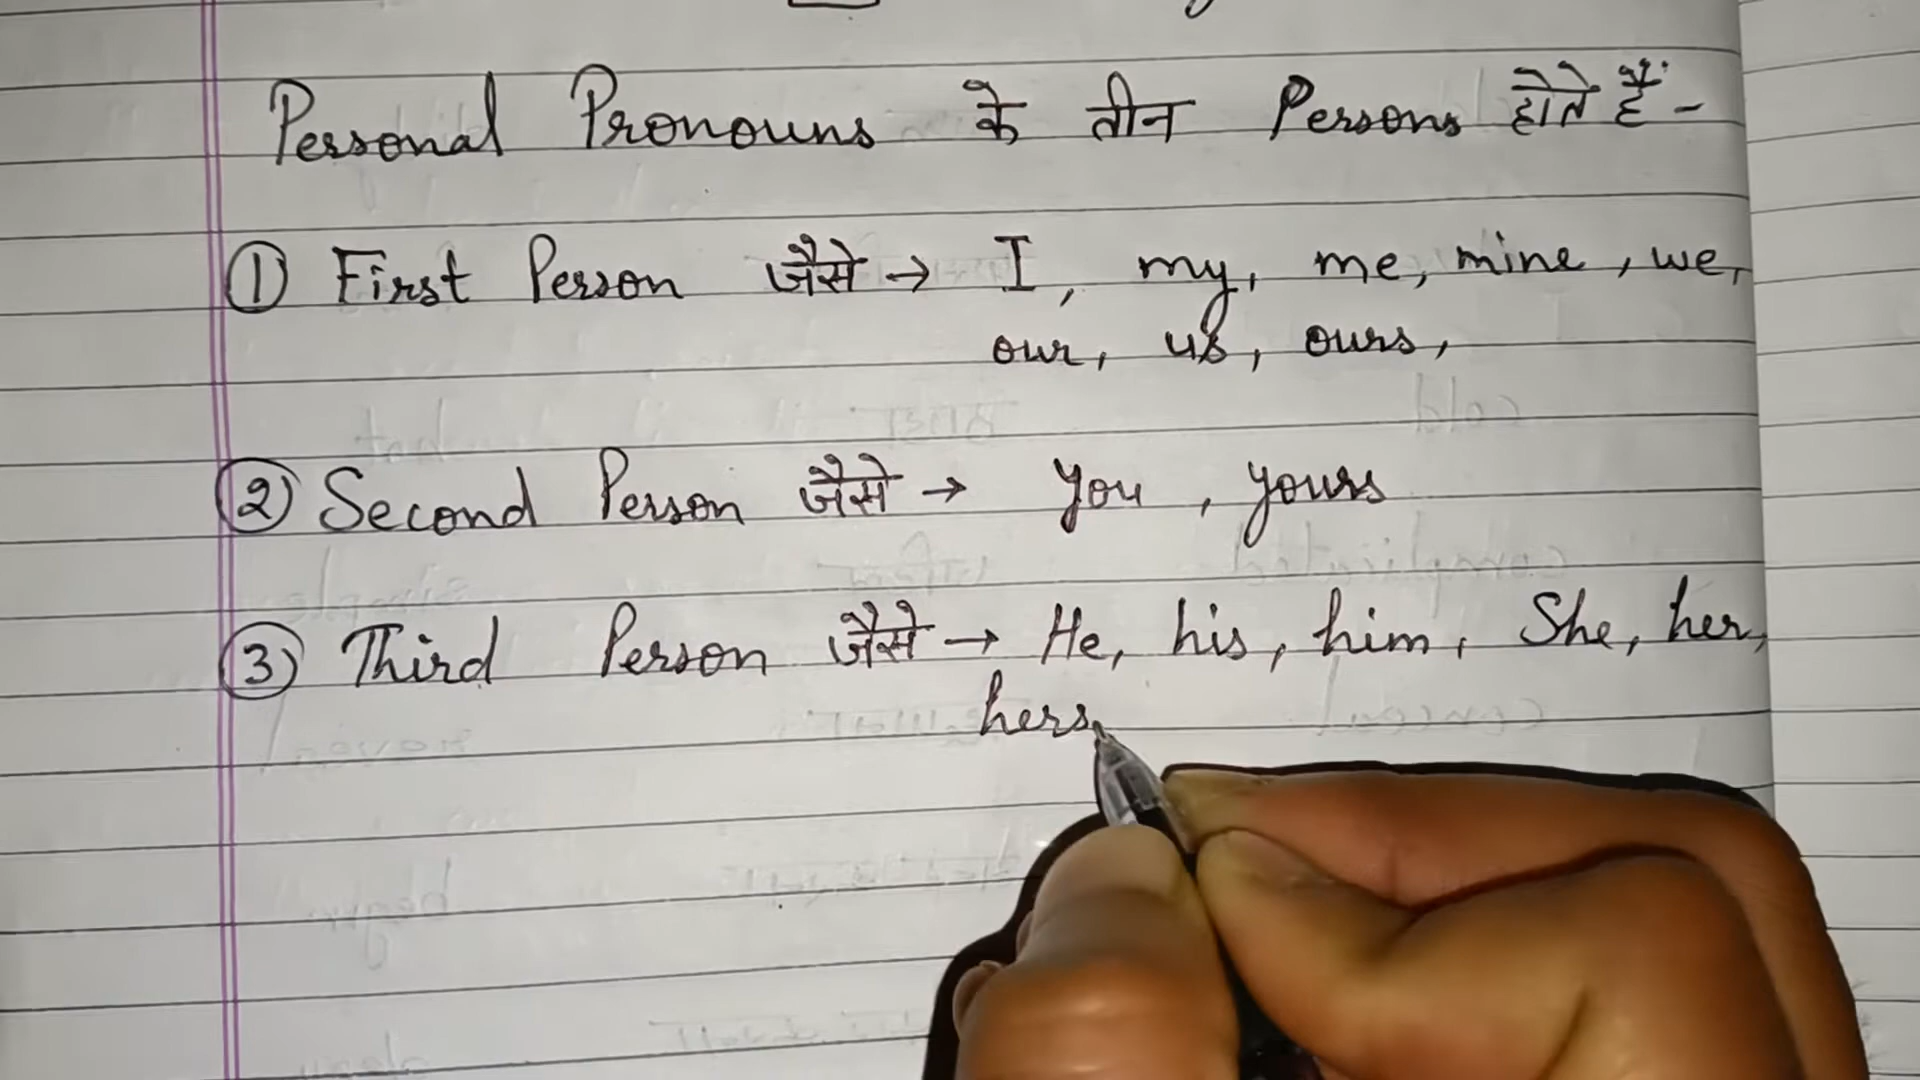 Personal Pronouns के तीन Persons होते हैं -
① First Person जैसे → I, my, me, mine, we,
our, us, ours,
② Second Person जैसे → you, yours
③ Third Person जैसे → He, his, him, She, her,
hers,